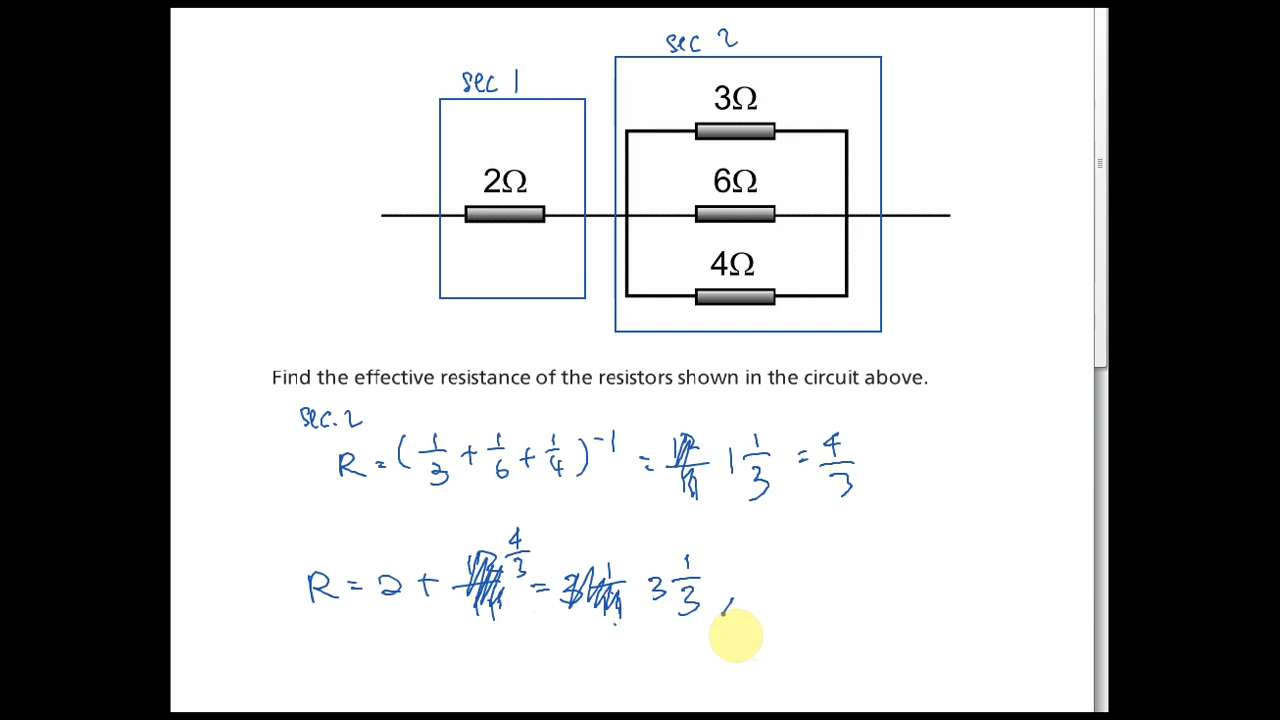 sec 2
sec 1
3Ω
2Ω
6Ω
4Ω
Find the effective resistance of the resistors shown in the circuit above.
sec. 2
R = (1/3 + 1/6 + 1/4)⁻¹ = 1 1/3 = 4/3
R = 2 + 4/3 = 3 1/3